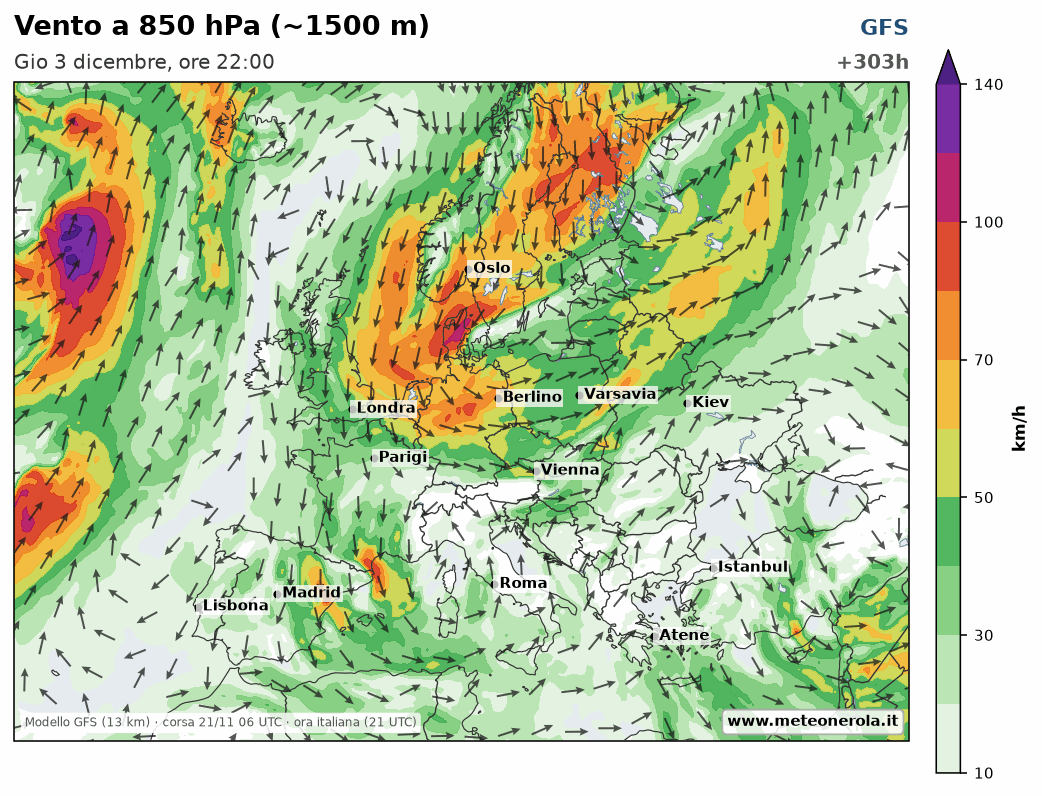 Vento a 850 hPa (~1500 m)
GFS
Gio 3 dicembre, ore 22:00
+303h
140
100
70
50
30
10
km/h
Oslo
Berlino
Varsavia
Kiev
Londra
Parigi
Vienna
Istanbul
Roma
Madrid
Lisbona
Atene
Modello GFS (13 km) · corsa 21/11 06 UTC · ora italiana (21 UTC)
www.meteonerola.it